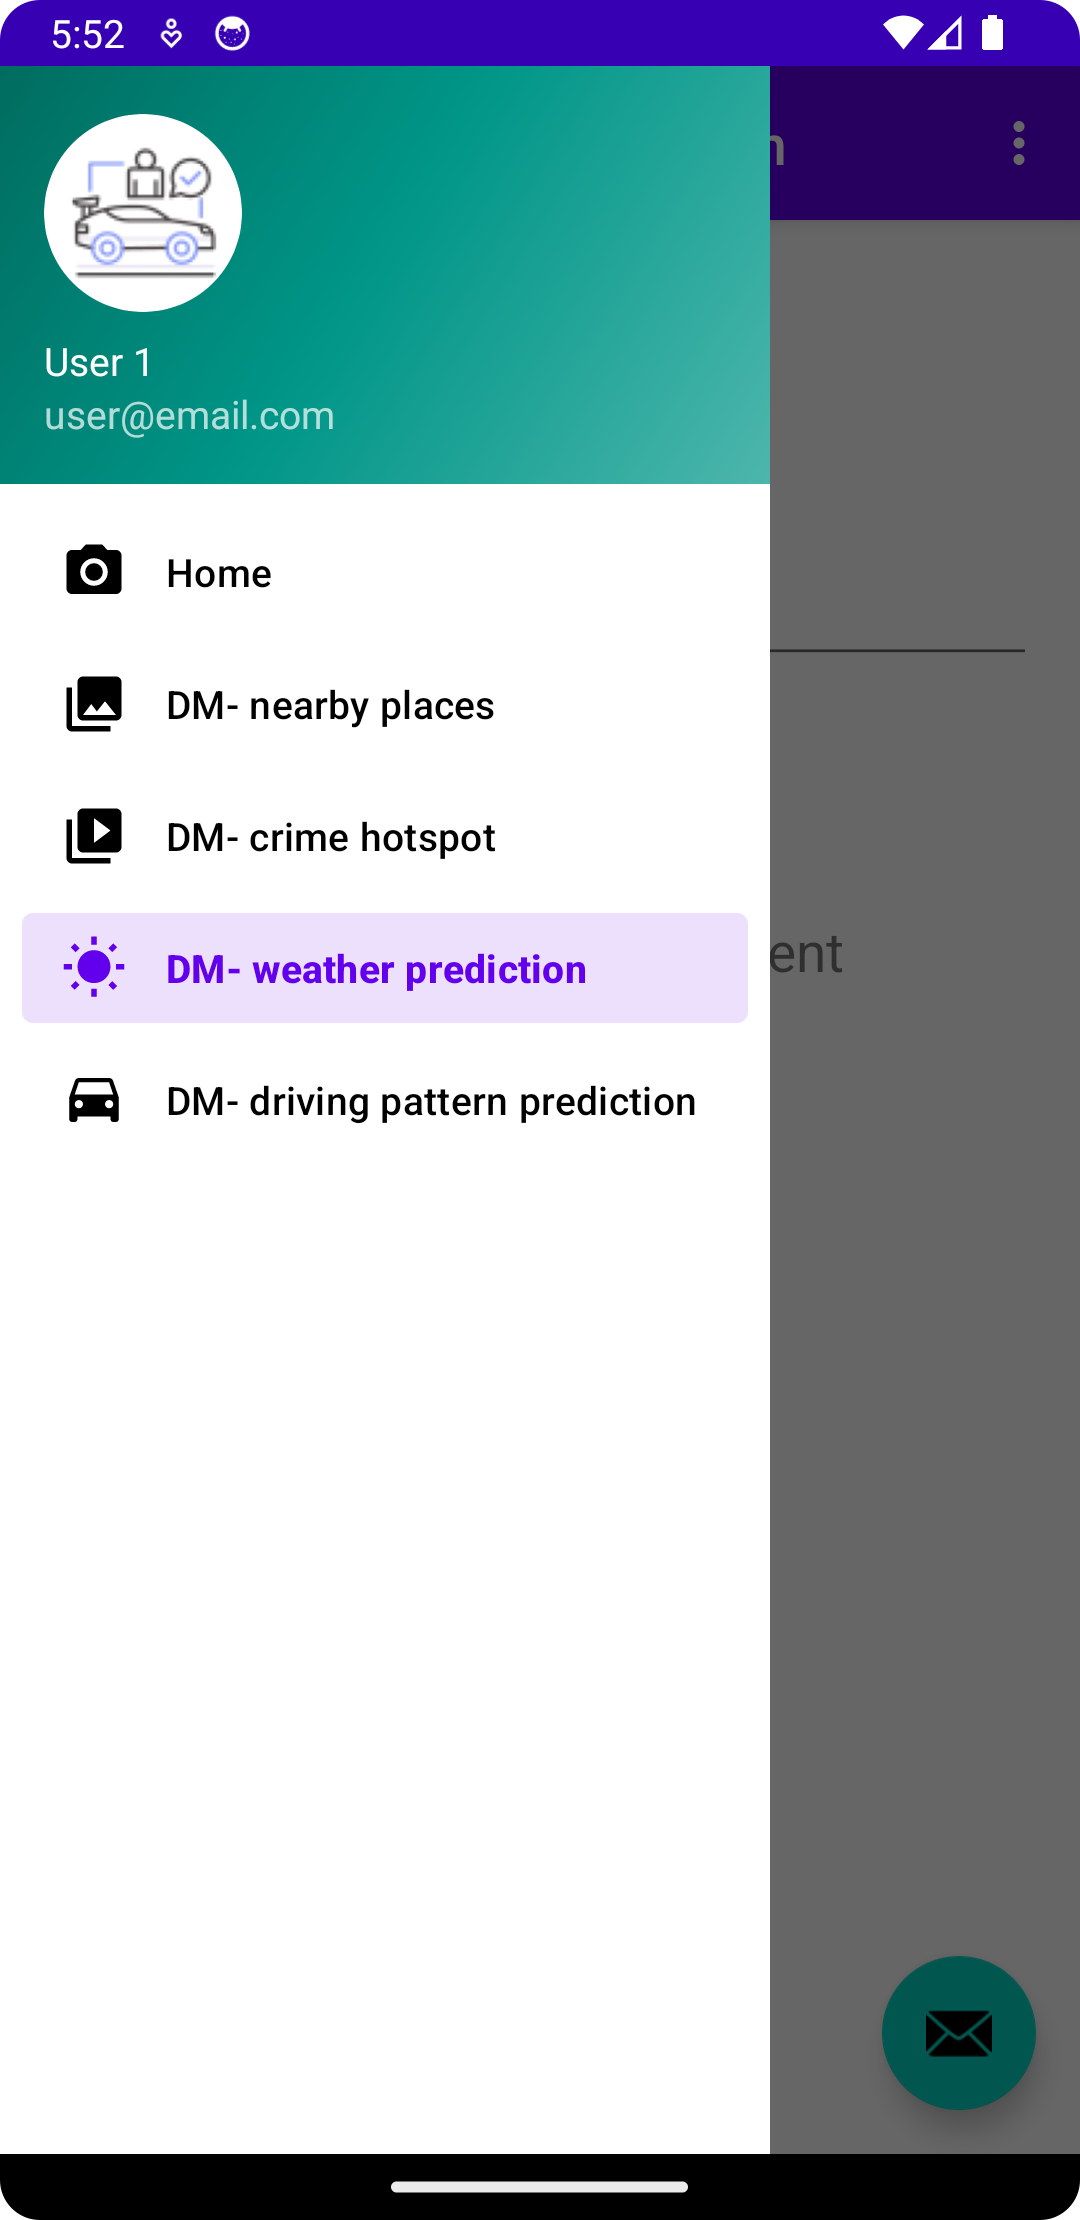 5:52
User 1
user@email.com
Home
DM- nearby places
DM- crime hotspot
DM- weather prediction
ent
DM- driving pattern prediction